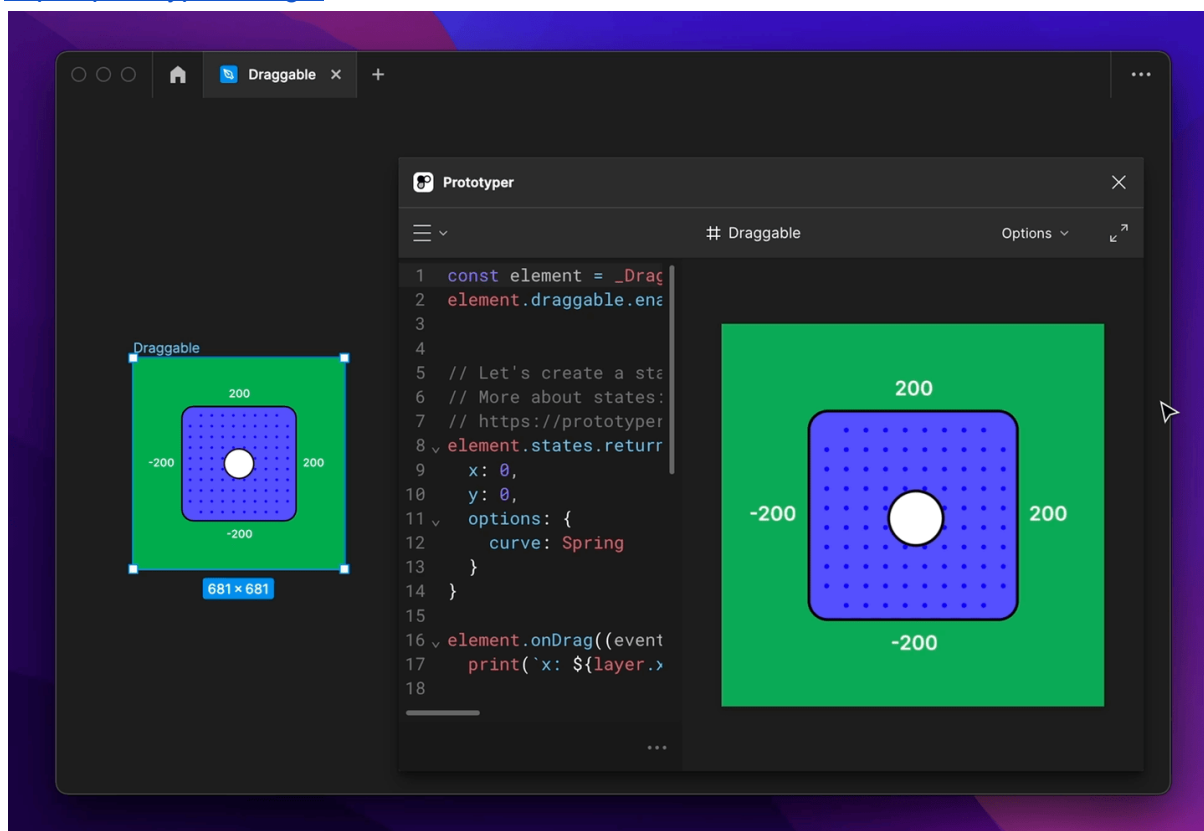 Draggable
Prototyper
Draggable
Options
1 const element = _Drag
2 element.draggable.ena
3
4
5 // Let's create a sta
6 // More about states:
7 // https://prototyper
8 element.states.return
9 x: 0,
10 y: 0,
11 options: {
12 curve: Spring
13 }
14 }
15
16 element.onDrag((event
17 print(`x: ${layer.x
18
Draggable
200
-200
200
-200
681 × 681
200
-200
200
-200